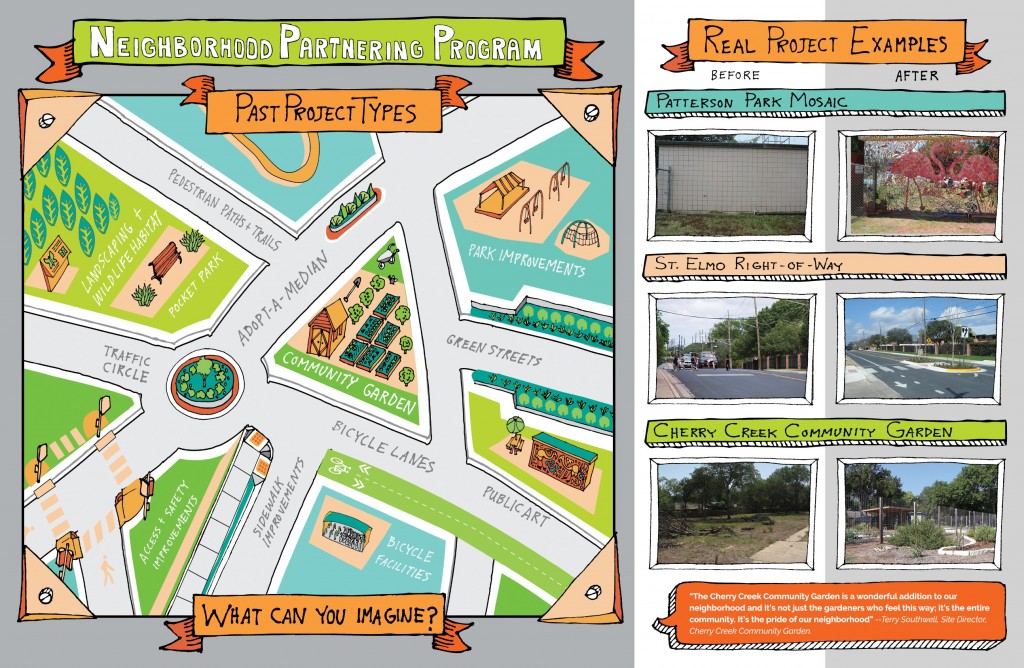 NEIGHBORHOOD PARTNERING PROGRAM
PAST PROJECT TYPES
PEDESTRIAN PATHS + TRAILS
LANDSCAPING +
WILDLIFE HABITAT
POCKET PARK
ADOPT-A-MEDIAN
PARK IMPROVEMENTS
TRAFFIC
CIRCLE
COMMUNITY GARDEN
GREEN STREETS
BICYCLE LANES
PUBLIC ART
ACCESS + SAFETY
IMPROVEMENTS
SIDEWALK
IMPROVEMENTS
BICYCLE
FACILITIES
WHAT CAN YOU IMAGINE?
REAL PROJECT EXAMPLES
BEFORE
AFTER
PATTERSON PARK MOSAIC
ST. ELMO RIGHT-OF-WAY
CHERRY CREEK COMMUNITY GARDEN
"The Cherry Creek Community Garden is a wonderful addition to our
neighborhood and it's not just the gardeners who feel this way; it's the entire
community. It's the pride of our neighborhood" --Terry Southwell, Site Director,
Cherry Creek Community Garden.